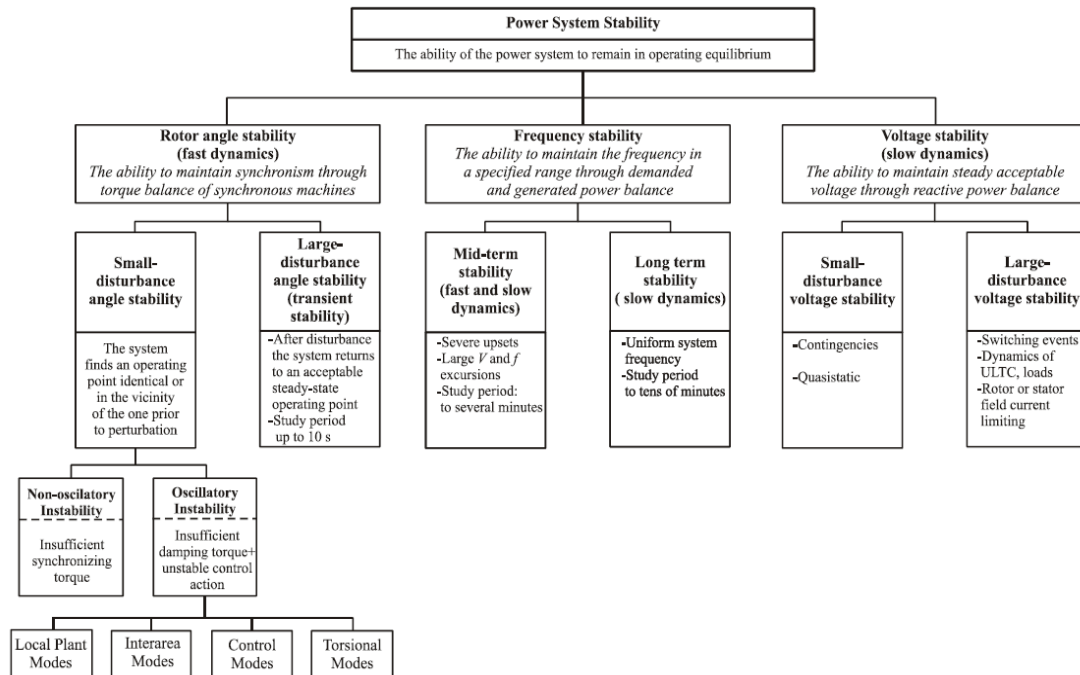 Power System Stability
The ability of the power system to remain in operating equilibrium
Rotor angle stability
(fast dynamics)
The ability to maintain synchronism through
torque balance of synchronous machines
Frequency stability
The ability to maintain the frequency in
a specified range through demanded
and generated power balance
Voltage stability
(slow dynamics)
The ability to maintain steady acceptable
voltage through reactive power balance
Small-
disturbance
angle stability
The system
finds an operating
point identical or
in the vicinity of
the one prior
to perturbation
Large-
disturbance
angle stability
(transient
stability)
-After disturbance
the system returns
to an acceptable
steady-state
operating point
-Study period
up to 10 s
Mid-term
stability
(fast and slow
dynamics)
-Severe upsets
-Large V and f
excursions
-Study period:
to several minutes
Long term
stability
( slow dynamics)
-Uniform system
frequency
-Study period
to tens of minutes
Small-
disturbance
voltage stability
-Contingencies
-Quasistatic
Large-
disturbance
voltage stability
-Switching events
-Dynamics of
ULTC, loads
-Rotor or stator
field current
limiting
Non-oscilatory
Instability
Insufficient
synchronizing
torque
Oscillatory
Instability
Insufficient
damping torque+
unstable control
action
Local Plant
Modes
Interarea
Modes
Control
Modes
Torsional
Modes